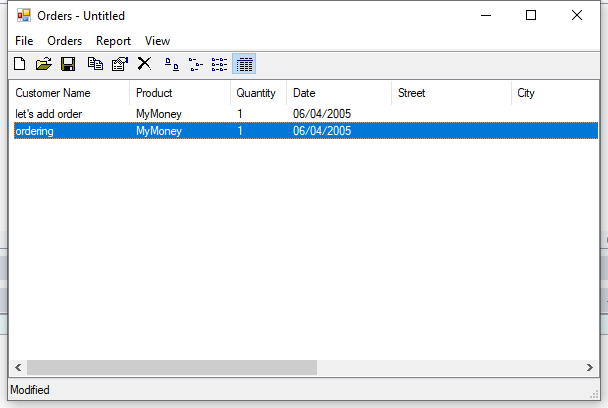 Orders - Untitled
File Orders Report View
Customer Name Product Quantity Date Street City
let's add order MyMoney 1 06/04/2005
ordering MyMoney 1 06/04/2005
Modified